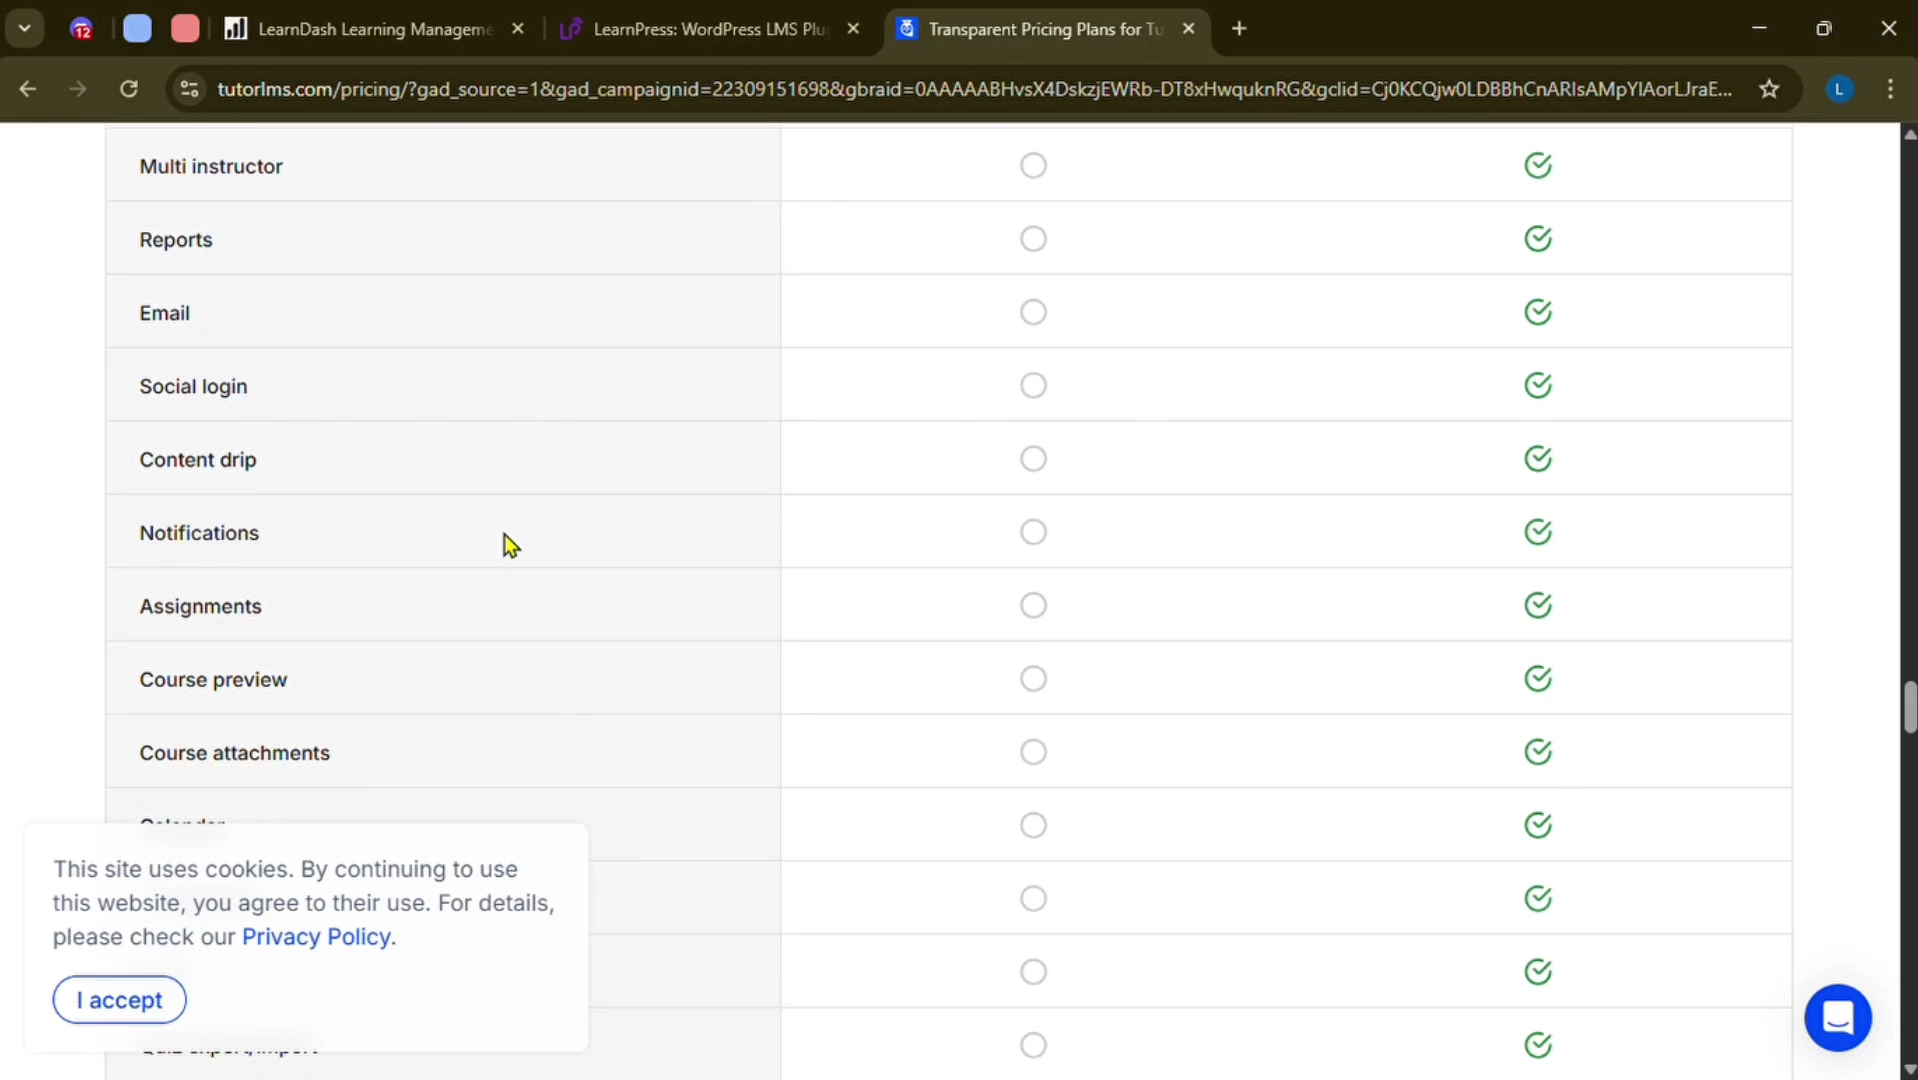 12
LearnDash Learning Manageme
LearnPress: WordPress LMS Plu
Transparent Pricing Plans for Tu
tutorlms.com/pricing/?gad_source=1&gad_campaignid=22309151698&gbraid=0AAAAABHvsX4DskzjEWRb-DT8xHwquknRG&gclid=Cj0KCQjw0LDBBhCnARIsAMpYlAorLJraE...
L
Multi instructor
Reports
Email
Social login
Content drip
Notifications
Assignments
Course preview
Course attachments
This site uses cookies. By continuing to use
this website, you agree to their use. For details,
please check our Privacy Policy.
I accept